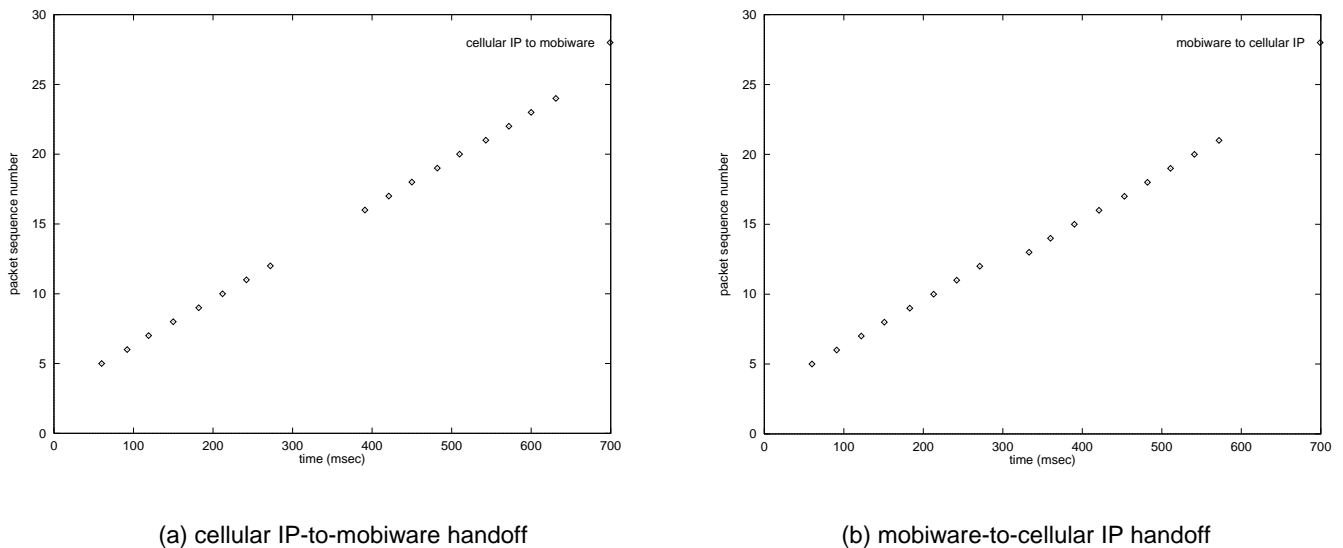 30
25
20
15
10
5
0
packet sequence number
cellular IP to mobiware
0 100 200 300 400 500 600 700
time (msec)
(a) cellular IP-to-mobiware handoff
30
25
20
15
10
5
0
packet sequence number
mobiware to cellular IP
0 100 200 300 400 500 600 700
time (msec)
(b) mobiware-to-cellular IP handoff